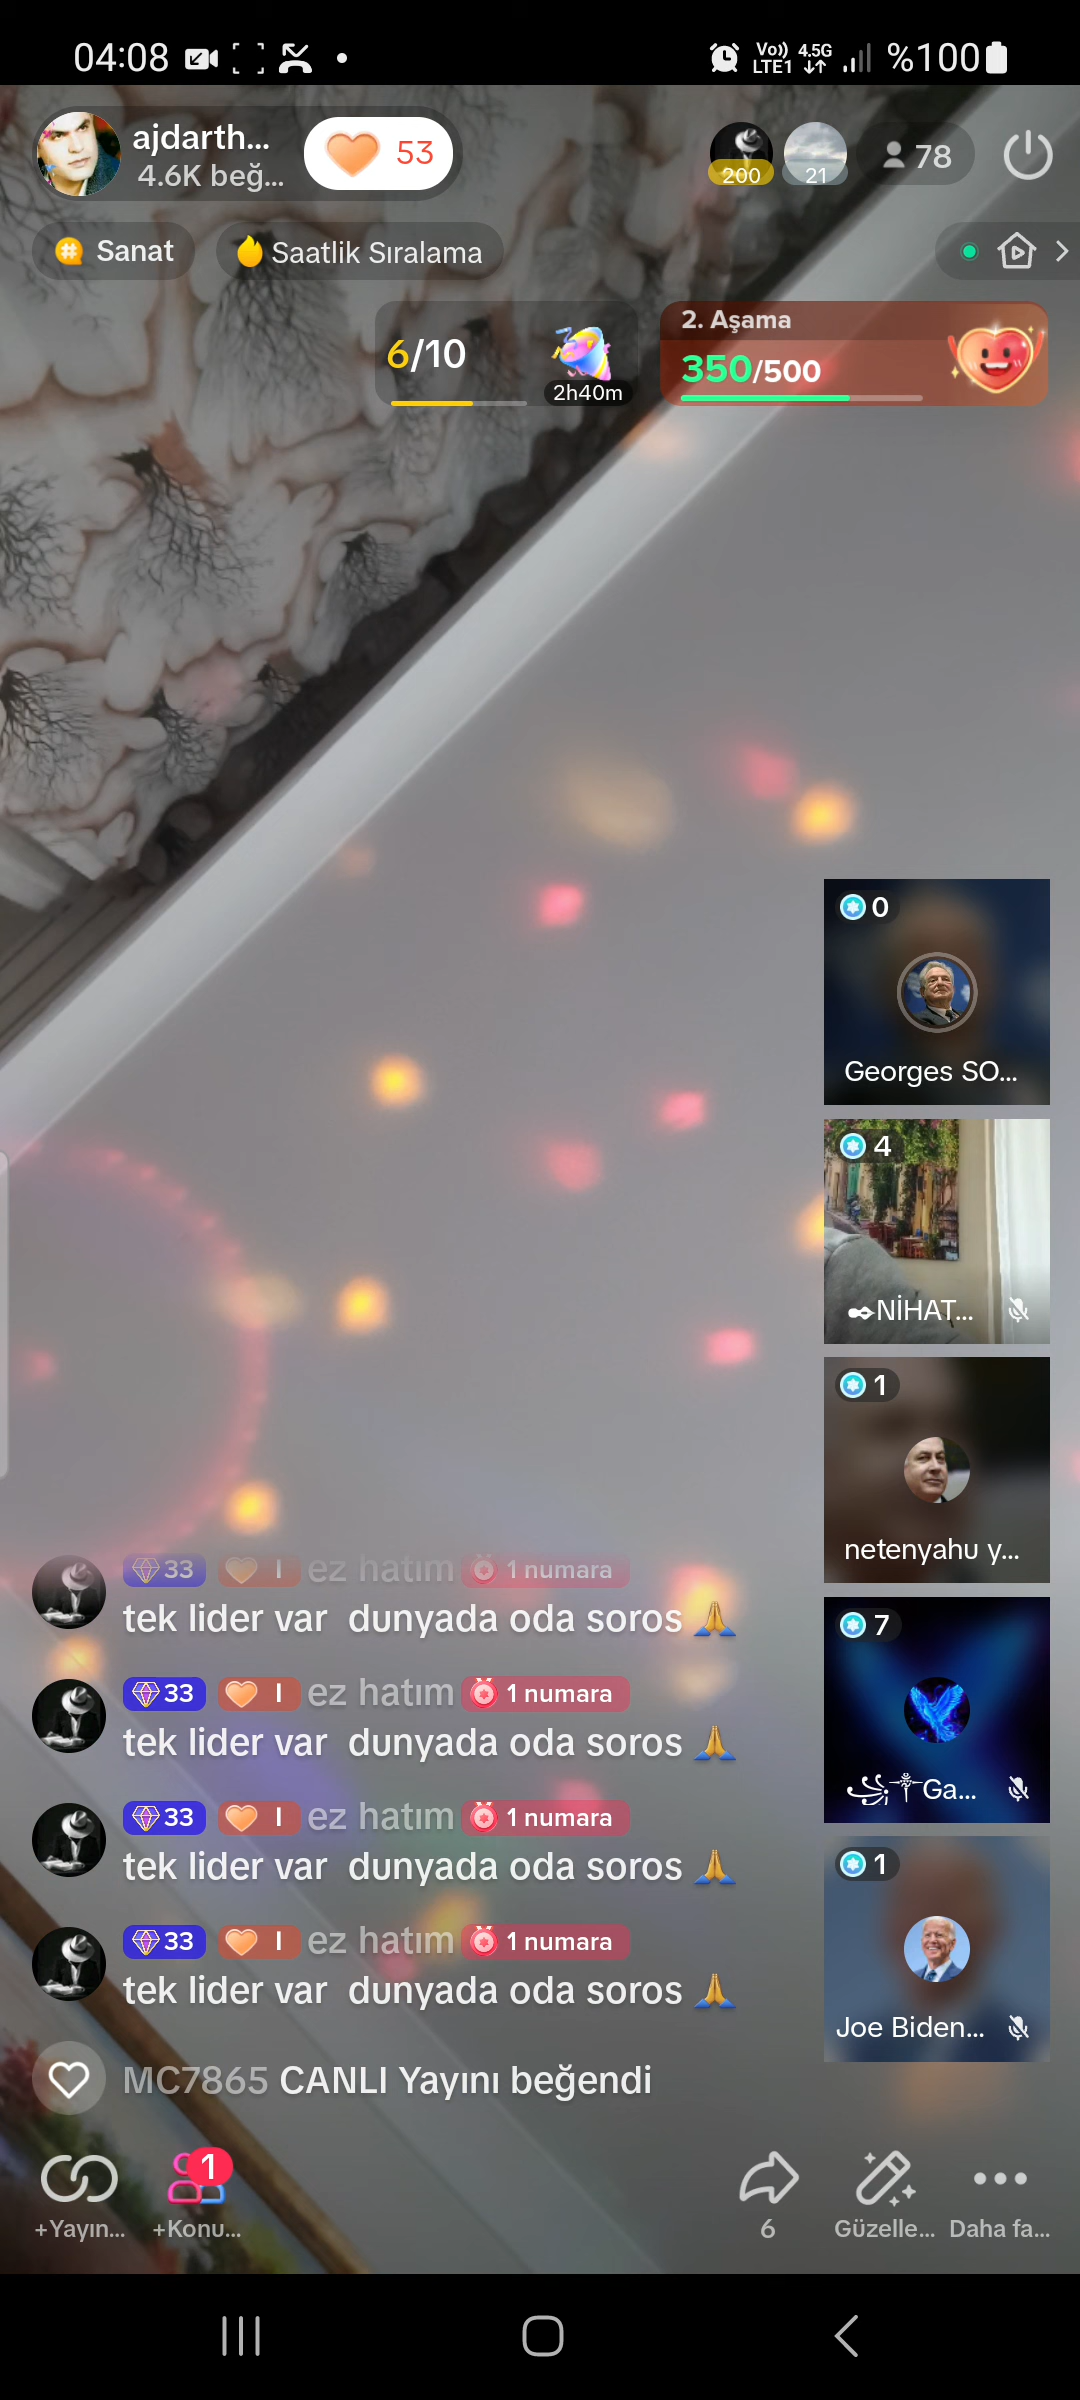 04:08
Vo)) LTE1 4.5G %100
ajdarth...
4.6K beğ...
53
200
21
78
Sanat
Saatlik Sıralama
6/10
2h40m
2. Aşama
350/500
0
Georges SO...
4
NİHAT...
1
netenyahu y...
7
Ga...
1
Joe Biden...
33 I ez hatım 1 numara
tek lider var dunyada oda soros 🙏
33 I ez hatım 1 numara
tek lider var dunyada oda soros 🙏
33 I ez hatım 1 numara
tek lider var dunyada oda soros 🙏
33 I ez hatım 1 numara
tek lider var dunyada oda soros 🙏
MC7865 CANLI Yayını beğendi
1
+Yayın...
+Konu...
6
Güzelle...
Daha fa...